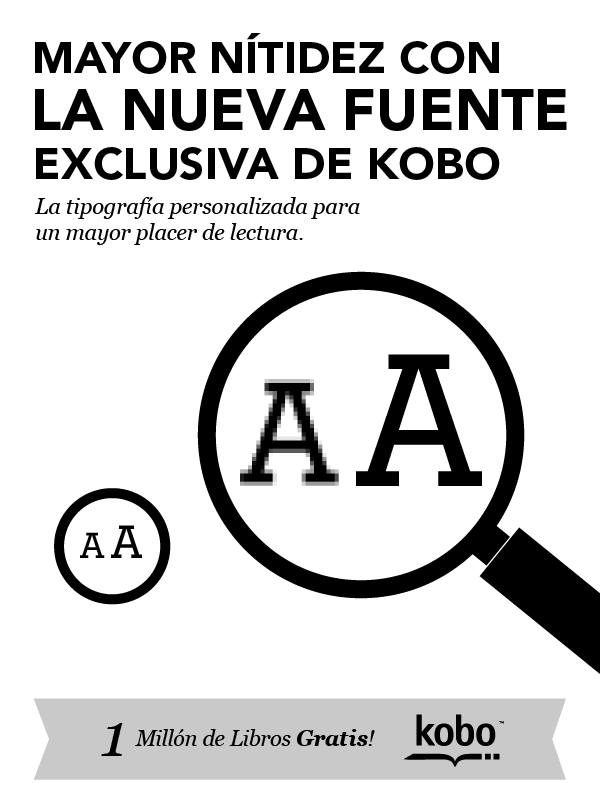 MAYOR NÍTIDEZ CON
LA NUEVA FUENTE
EXCLUSIVA DE KOBO
La tipografía personalizada para
un mayor placer de lectura.
A A
A A
1 Millón de Libros Gratis!
kobo™